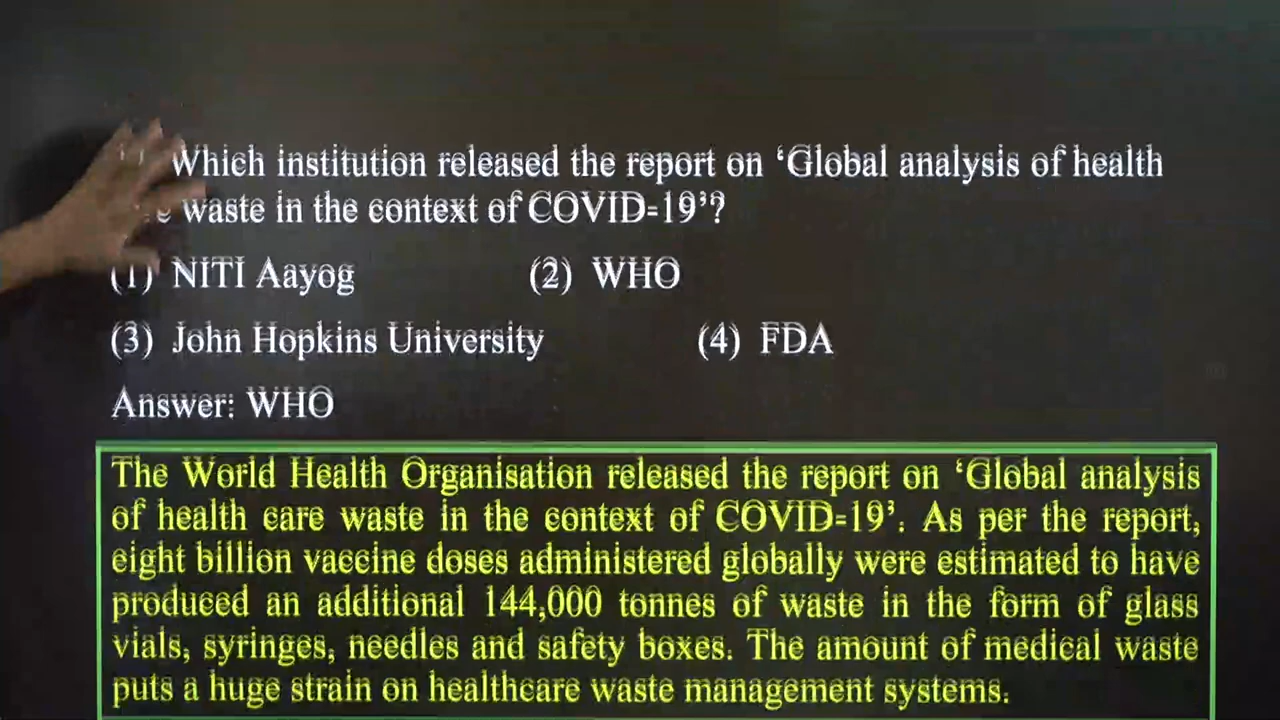 Which institution released the report on ‘Global analysis of health
waste in the context of COVID-19’?
(1) NITI Aayog (2) WHO
(3) John Hopkins University (4) FDA
Answer: WHO
The World Health Organisation released the report on ‘Global analysis
of health care waste in the context of COVID-19’. As per the report,
eight billion vaccine doses administered globally were estimated to have
produced an additional 144,000 tonnes of waste in the form of glass
vials, syringes, needles and safety boxes. The amount of medical waste
puts a huge strain on healthcare waste management systems.